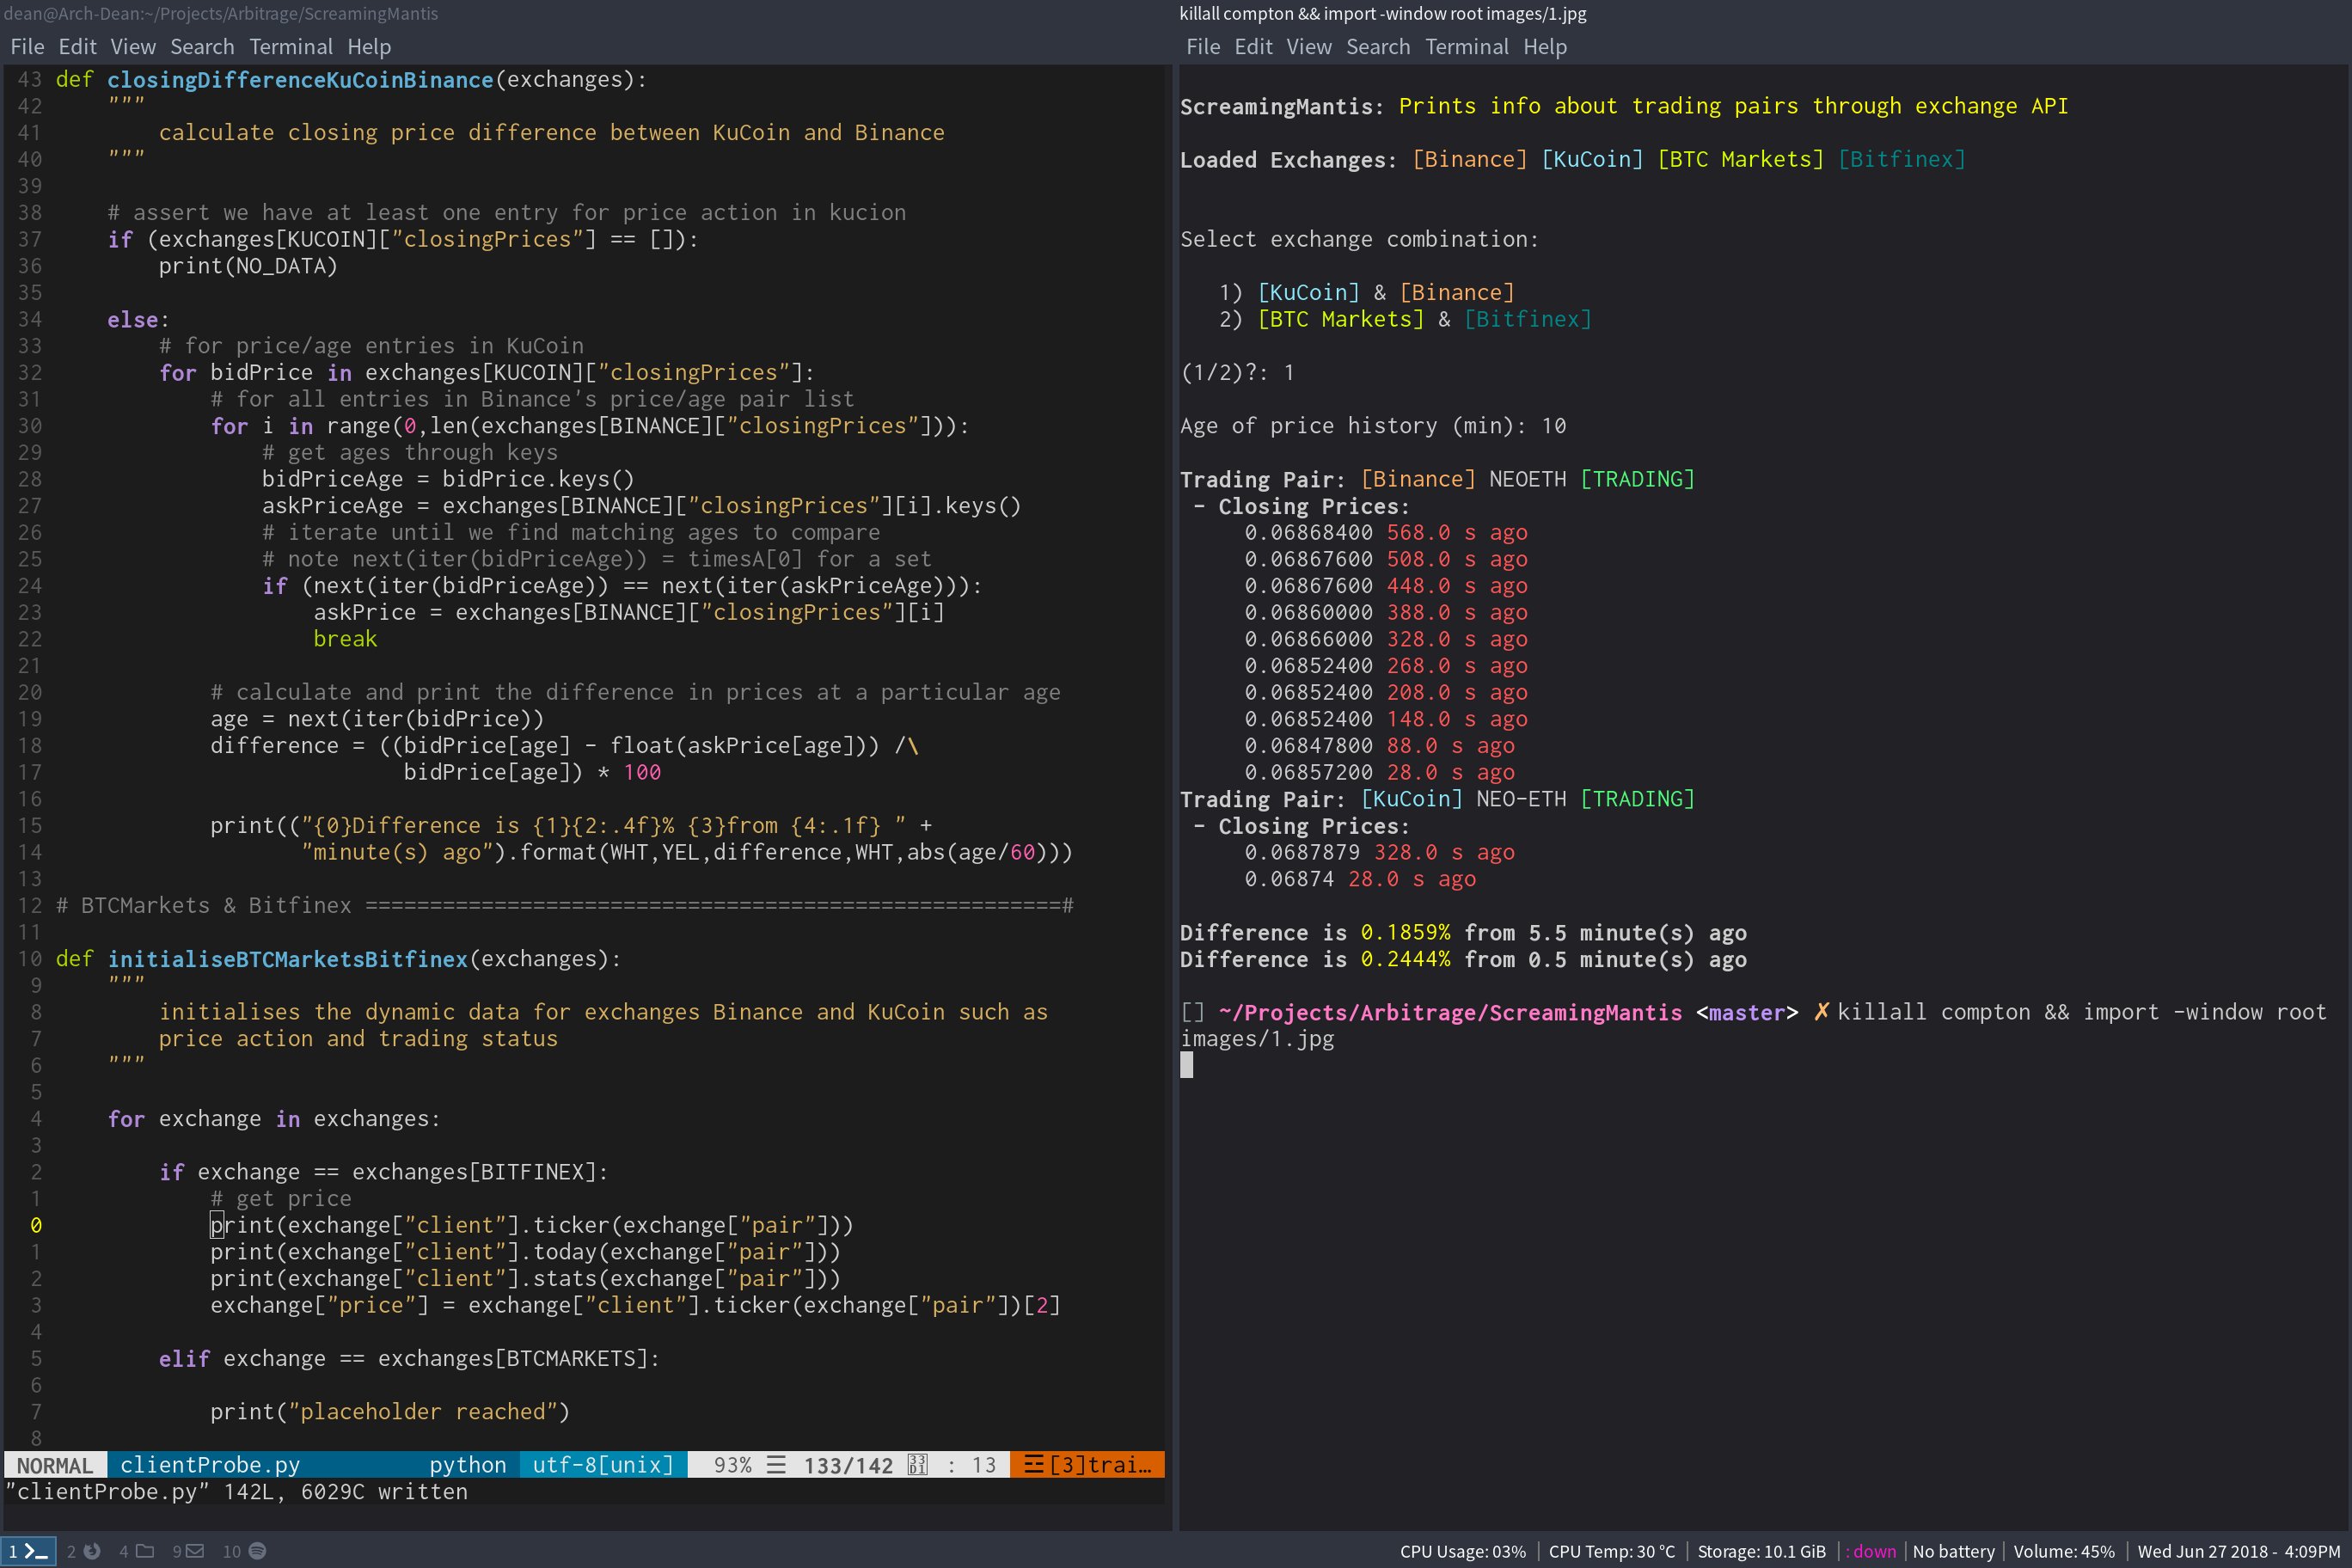 dean@Arch-Dean:~/Projects/Arbitrage/ScreamingMantis
File Edit View Search Terminal Help
43 def closingDifferenceKuCoinBinance(exchanges):
42     """
41         calculate closing price difference between KuCoin and Binance
40     """
39
38     # assert we have at least one entry for price action in kucion
37     if (exchanges[KUCOIN]["closingPrices"] == []):
36         print(NO_DATA)
35
34     else:
33         # for price/age entries in KuCoin
32         for bidPrice in exchanges[KUCOIN]["closingPrices"]:
31             # for all entries in Binance's price/age pair list
30             for i in range(0,len(exchanges[BINANCE]["closingPrices"])):
29                 # get ages through keys
28                 bidPriceAge = bidPrice.keys()
27                 askPriceAge = exchanges[BINANCE]["closingPrices"][i].keys()
26                 # iterate until we find matching ages to compare
25                 # note next(iter(bidPriceAge)) = timesA[0] for a set
24                 if (next(iter(bidPriceAge)) == next(iter(askPriceAge))):
23                     askPrice = exchanges[BINANCE]["closingPrices"][i]
22                     break
21
20             # calculate and print the difference in prices at a particular age
19             age = next(iter(bidPrice))
18             difference = ((bidPrice[age] - float(askPrice[age])) /\
17                            bidPrice[age]) * 100
16
15             print(("{0}Difference is {1}{2:.4f}% {3}from {4:.1f} " +
14                    "minute(s) ago").format(WHT,YEL,difference,WHT,abs(age/60)))
13
12 # BTCMarkets & Bitfinex ======================================================#
11
10 def initialiseBTCMarketsBitfinex(exchanges):
9     """
8         initialises the dynamic data for exchanges Binance and KuCoin such as
7         price action and trading status
6     """
5
4     for exchange in exchanges:
3
2         if exchange == exchanges[BITFINEX]:
1             # get price
0             print(exchange["client"].ticker(exchange["pair"]))
1             print(exchange["client"].today(exchange["pair"]))
2             print(exchange["client"].stats(exchange["pair"]))
3             exchange["price"] = exchange["client"].ticker(exchange["pair"])[2]
4
5         elif exchange == exchanges[BTCMARKETS]:
6
7             print("placeholder reached")
8
NORMAL clientProbe.py python utf-8[unix] 93% ☰ 133/142 : 13 ☲[3]trai…
"clientProbe.py" 142L, 6029C written
killall compton && import -window root images/1.jpg
File Edit View Search Terminal Help
ScreamingMantis: Prints info about trading pairs through exchange API
Loaded Exchanges: [Binance] [KuCoin] [BTC Markets] [Bitfinex]
Select exchange combination:
1) [KuCoin] & [Binance]
2) [BTC Markets] & [Bitfinex]
(1/2)?: 1
Age of price history (min): 10
Trading Pair: [Binance] NEOETH [TRADING]
- Closing Prices:
0.06868400 568.0 s ago
0.06867600 508.0 s ago
0.06867600 448.0 s ago
0.06860000 388.0 s ago
0.06866000 328.0 s ago
0.06852400 268.0 s ago
0.06852400 208.0 s ago
0.06852400 148.0 s ago
0.06847800 88.0 s ago
0.06857200 28.0 s ago
Trading Pair: [KuCoin] NEO-ETH [TRADING]
- Closing Prices:
0.0687879 328.0 s ago
0.06874 28.0 s ago
Difference is 0.1859% from 5.5 minute(s) ago
Difference is 0.2444% from 0.5 minute(s) ago
[] ~/Projects/Arbitrage/ScreamingMantis <master> ✗ killall compton && import -window root
images/1.jpg
1 2 4 9 10
CPU Usage: 03% | CPU Temp: 30 °C | Storage: 10.1 GiB | : down | No battery | Volume: 45% | Wed Jun 27 2018 - 4:09PM